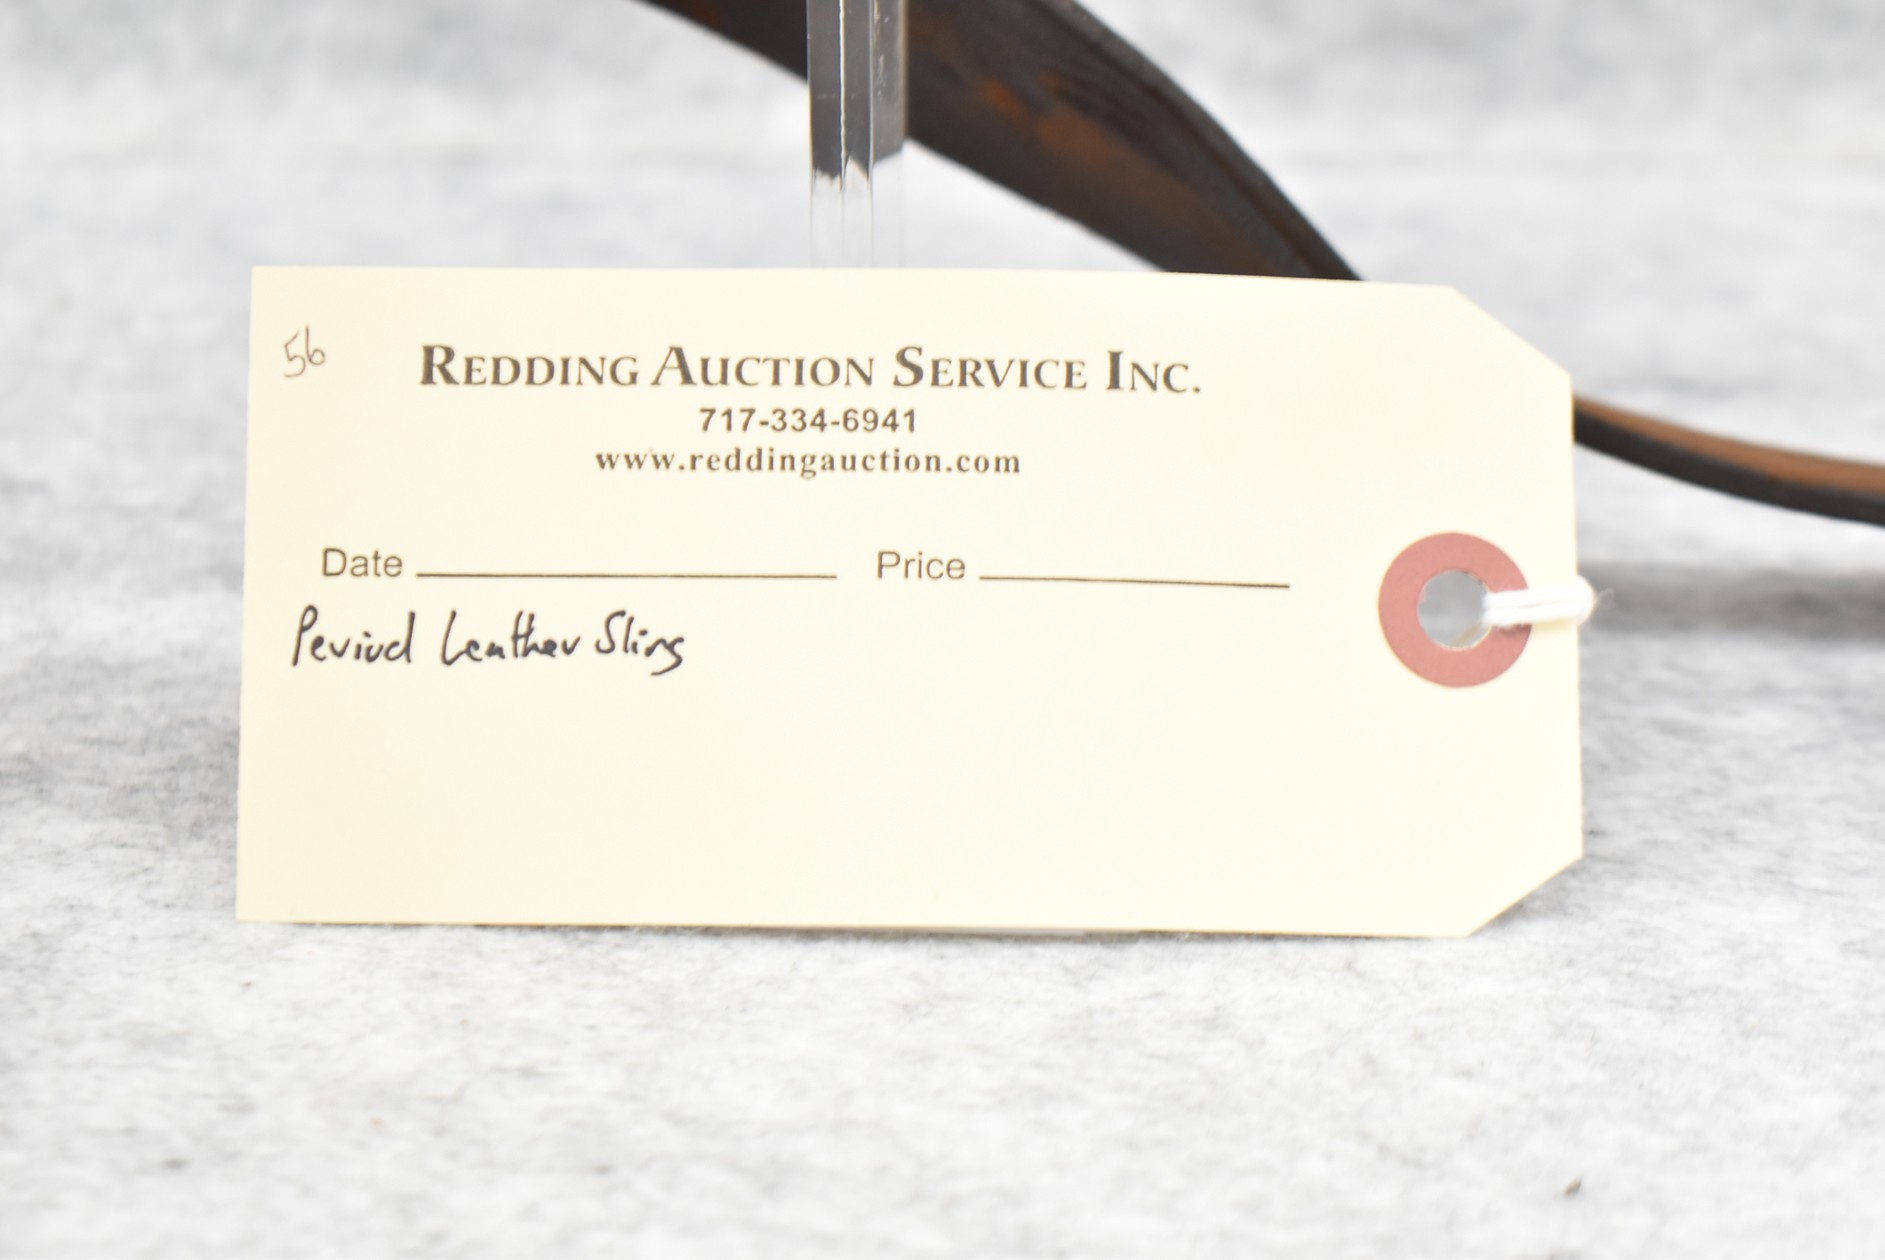 56
REDDING AUCTION SERVICE INC.
717-334-6941
www.reddingauction.com
Date Price
Period Leather Sling